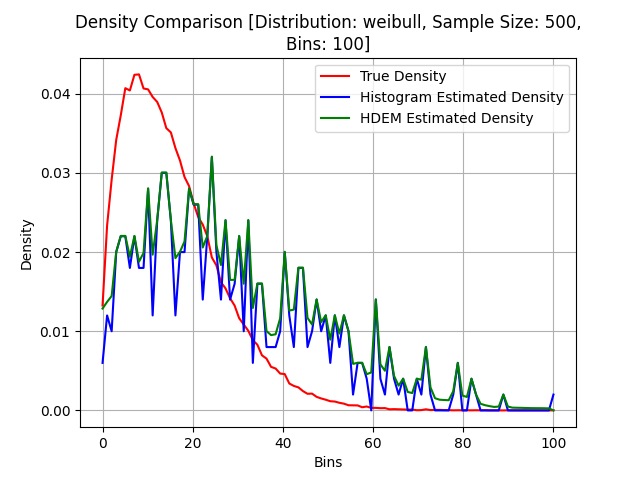 Density Comparison [Distribution: weibull, Sample Size: 500,
Bins: 100]
True Density
Histogram Estimated Density
HDEM Estimated Density
Density
0.04
0.03
0.02
0.01
0.00
0 20 40 60 80 100
Bins